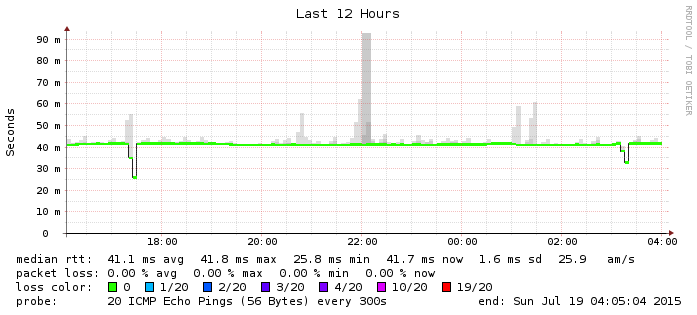 Last 12 Hours
RRDTOOL / TOBI OETIKER
Seconds
90 m
80 m
70 m
60 m
50 m
40 m
30 m
20 m
10 m
0
18:00 20:00 22:00 00:00 02:00 04:00
median rtt: 41.1 ms avg 41.8 ms max 25.8 ms min 41.7 ms now 1.6 ms sd 25.9 am/s
packet loss: 0.00 % avg 0.00 % max 0.00 % min 0.00 % now
loss color: 0 1/20 2/20 3/20 4/20 10/20 19/20
probe: 20 ICMP Echo Pings (56 Bytes) every 300s end: Sun Jul 19 04:05:04 2015